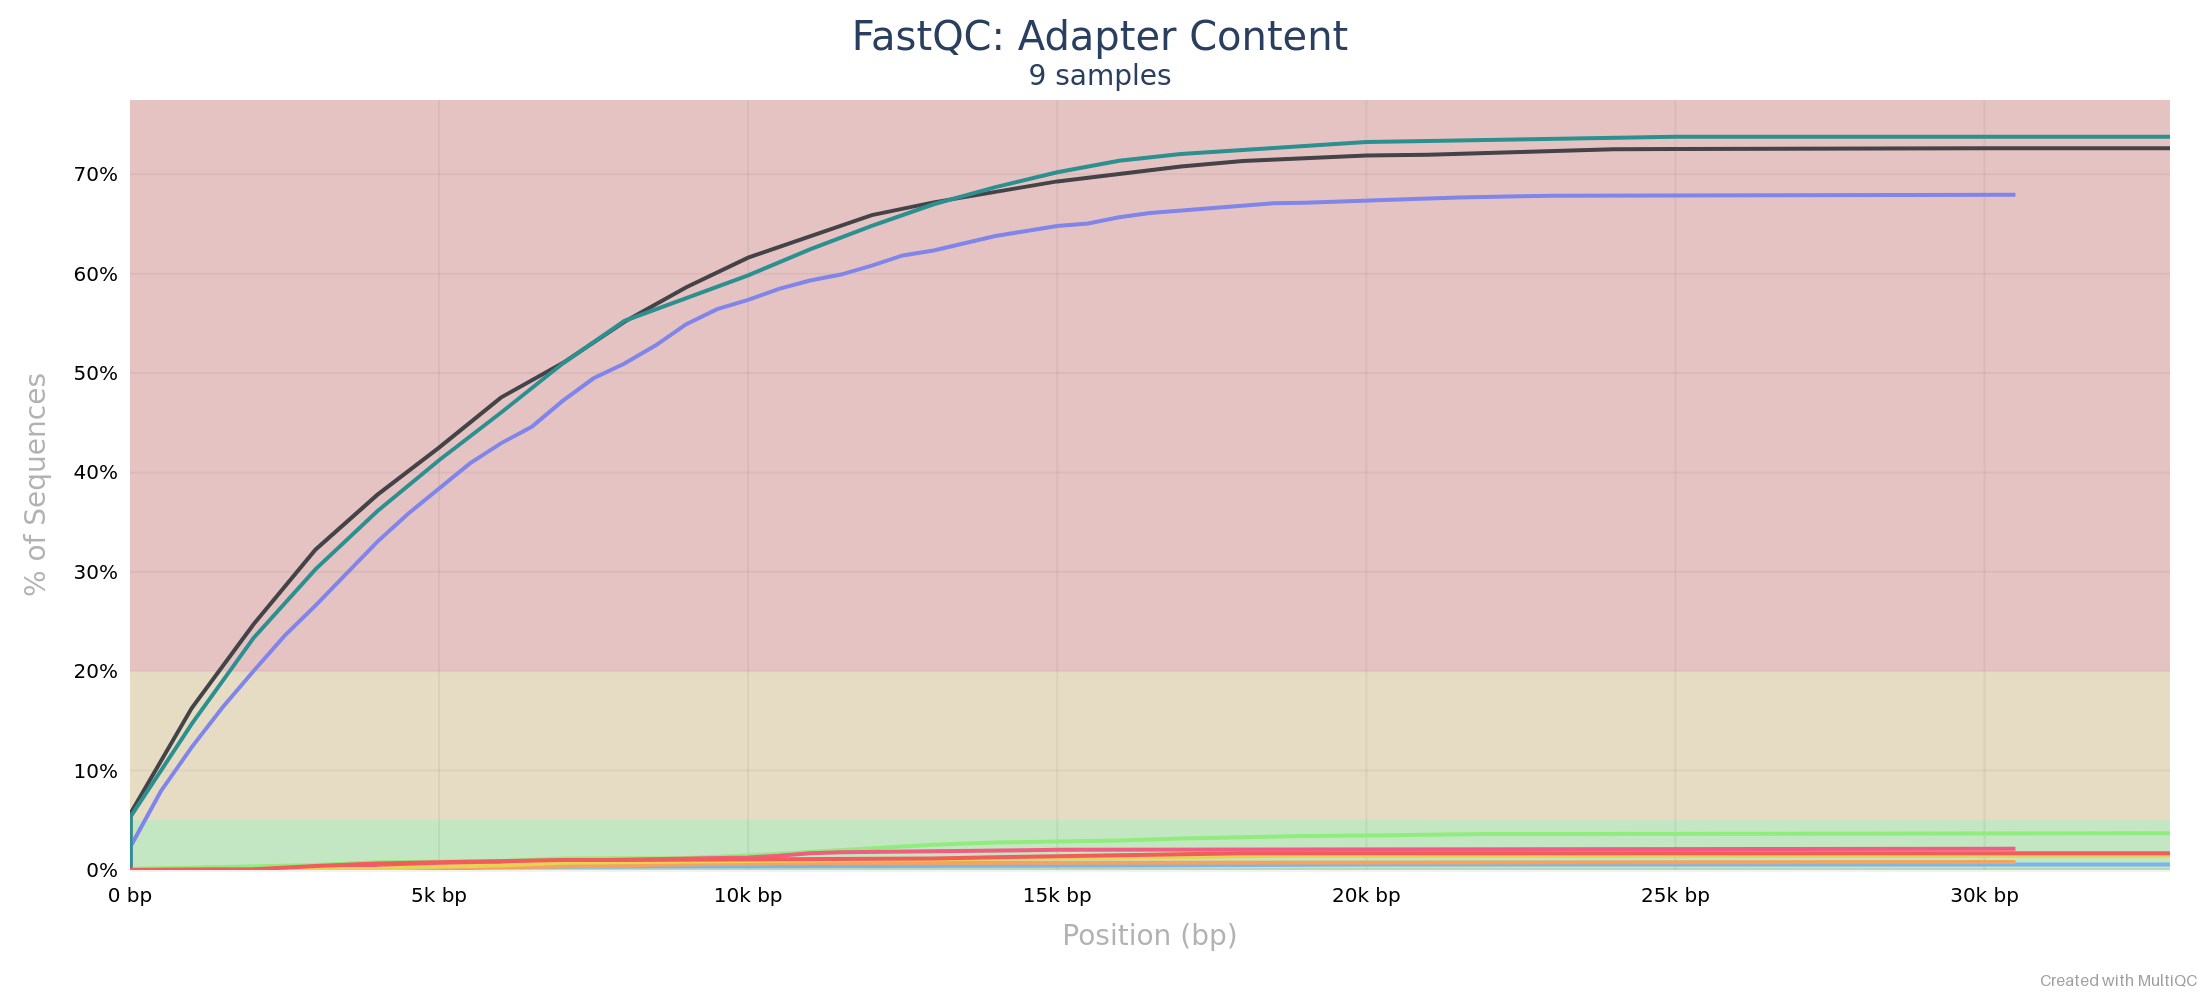 FastQC: Adapter Content
9 samples
% of Sequences
70%
60%
50%
40%
30%
20%
10%
0%
0 bp 5k bp 10k bp 15k bp 20k bp 25k bp 30k bp
Position (bp)
Created with MultiQC